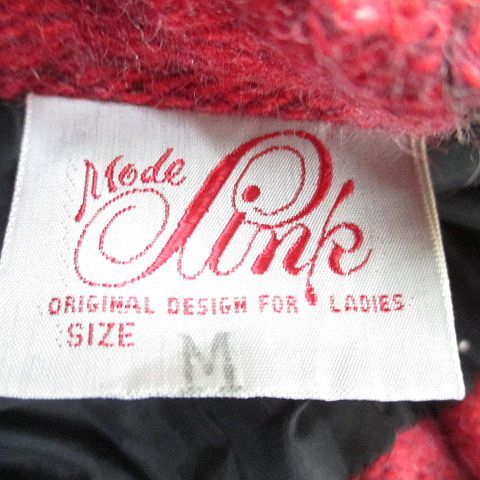 Mode
Pink
ORIGINAL DESIGN FOR LADIES
SIZE
M